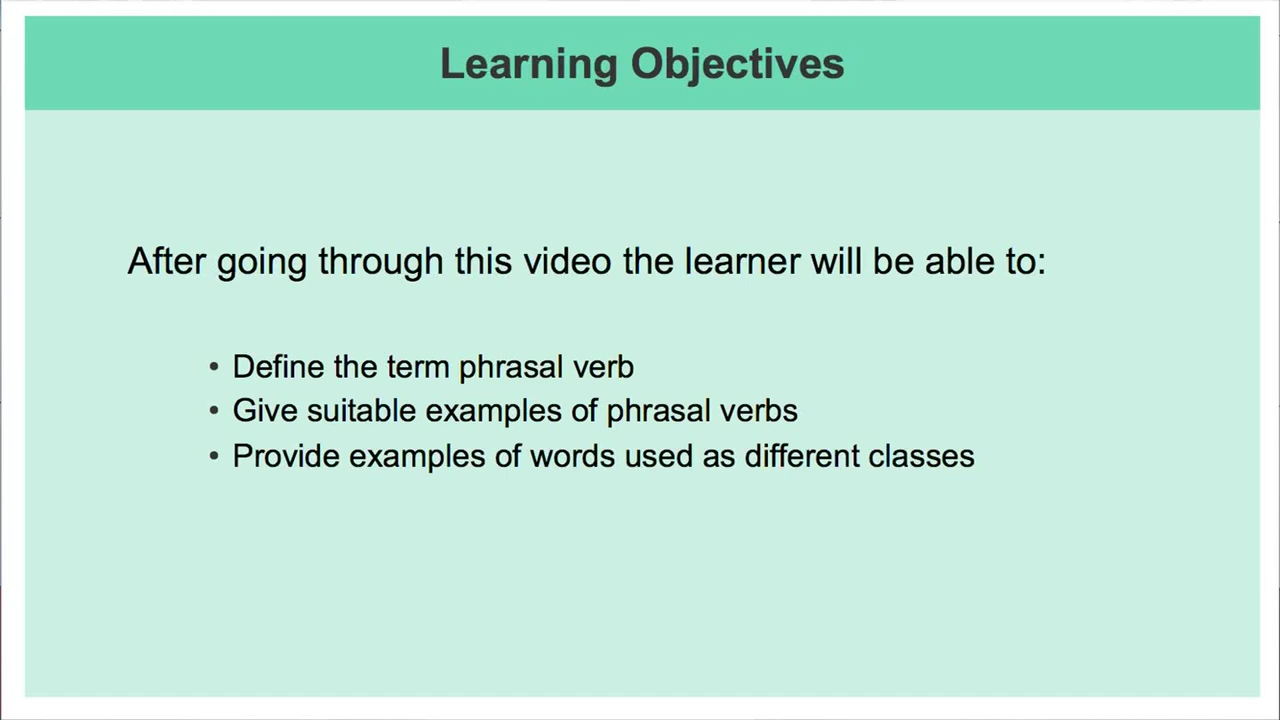 Learning Objectives
After going through this video the learner will be able to:
• Define the term phrasal verb
• Give suitable examples of phrasal verbs
• Provide examples of words used as different classes